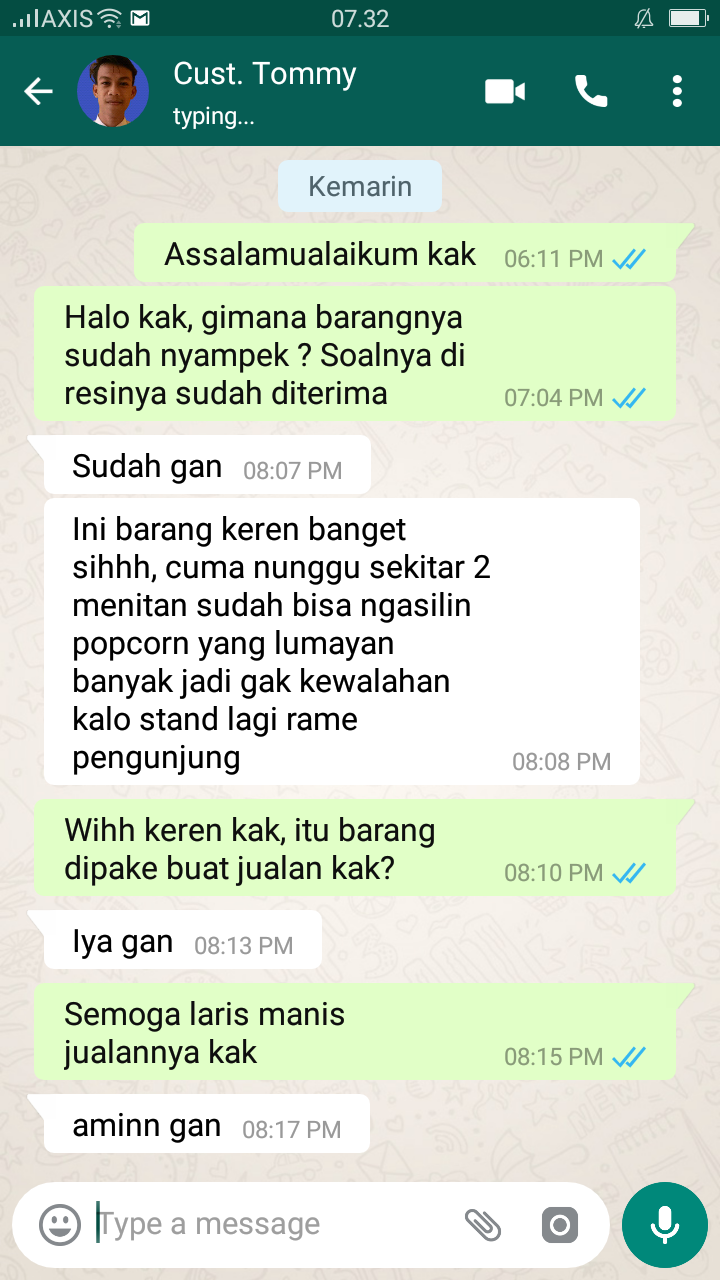 AXIS 07.32
Cust. Tommy
typing...
Kemarin
Assalamualaikum kak 06:11 PM
Halo kak, gimana barangnya
sudah nyampek ? Soalnya di
resinya sudah diterima 07:04 PM
Sudah gan 08:07 PM
Ini barang keren banget
sihhh, cuma nunggu sekitar 2
menitan sudah bisa ngasilin
popcorn yang lumayan
banyak jadi gak kewalahan
kalo stand lagi rame
pengunjung 08:08 PM
Wihh keren kak, itu barang
dipake buat jualan kak? 08:10 PM
Iya gan 08:13 PM
Semoga laris manis
jualannya kak 08:15 PM
aminn gan 08:17 PM
Type a message